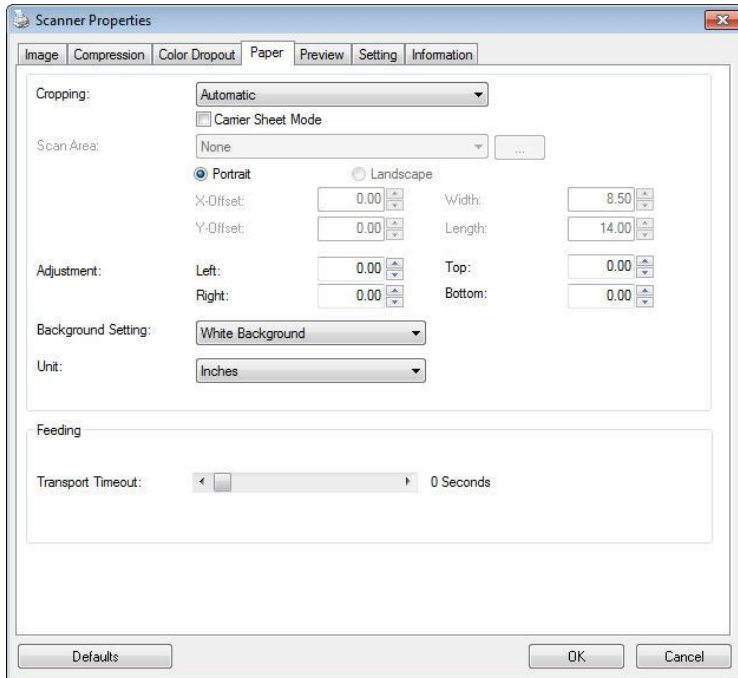 Scanner Properties
Image Compression Color Dropout Paper Preview Setting Information
Cropping: Automatic
Carrier Sheet Mode
Scan Area: None ...
Portrait Landscape
X-Offset: 0.00 Width: 8.50
Y-Offset: 0.00 Length: 14.00
Adjustment: Left: 0.00 Top: 0.00
Right: 0.00 Bottom: 0.00
Background Setting: White Background
Unit: Inches
Feeding
Transport Timeout: 0 Seconds
Defaults OK Cancel